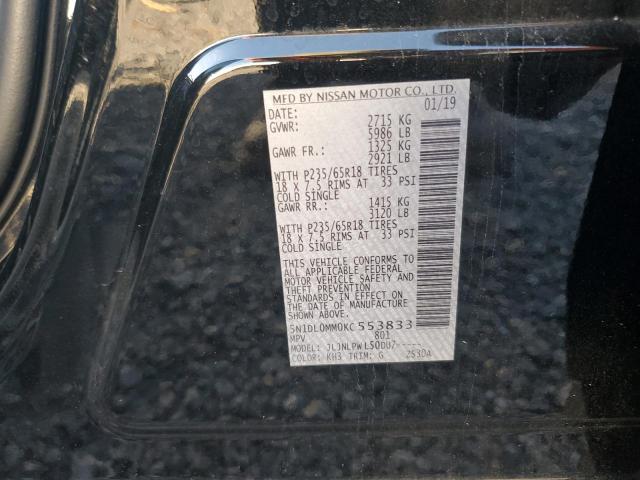 MFD BY NISSAN MOTOR CO., LTD.
DATE: 01/19
GVWR: 2715 KG
5986 LB
GAWR FR.: 1325 KG
2921 LB
WITH P235/65R18 TIRES
18 X 7.5 RIMS AT 33 PSI
COLD SINGLE
GAWR RR.: 1415 KG
3120 LB
WITH P235/65R18 TIRES
18 X 7.5 RIMS AT 33 PSI
COLD SINGLE
THIS VEHICLE CONFORMS TO
ALL APPLICABLE FEDERAL
MOTOR VEHICLE SAFETY AND
THEFT PREVENTION
STANDARDS IN EFFECT ON
THE DATE OF MANUFACTURE
SHOWN ABOVE.
5N1DL0MM0KC553833
MPV 801
MODEL: JLJNLPWL50DU7-----
COLOR: KH3 TRIM: G 2530A